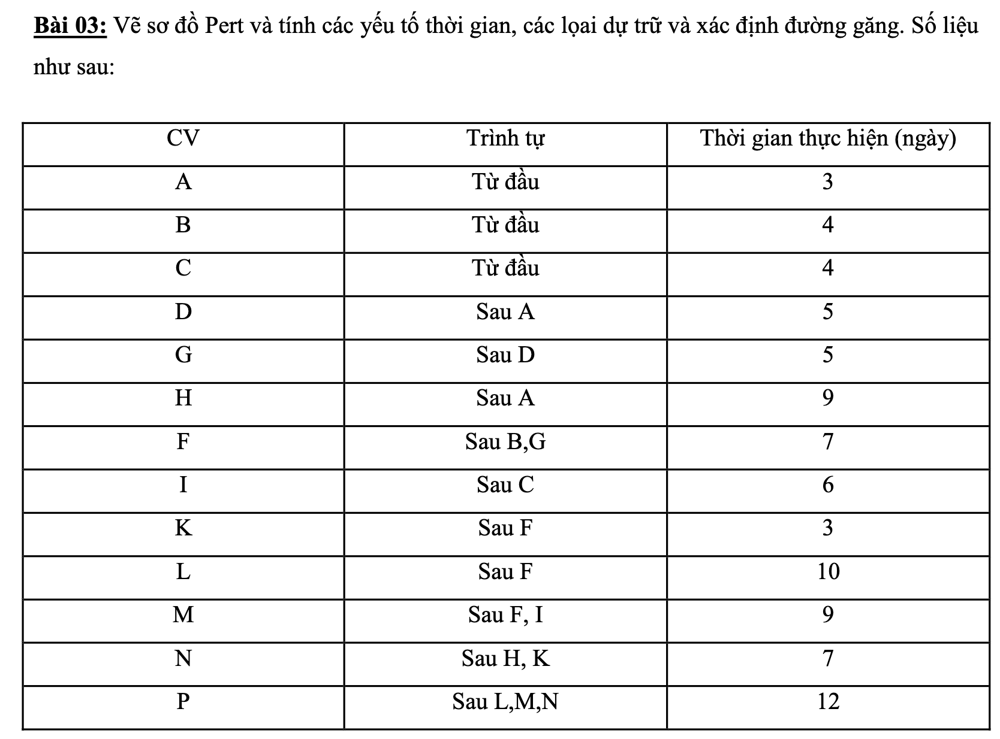 Bài 03: Vẽ sơ đồ Pert và tính các yếu tố thời gian, các lọai dự trữ và xác định đường găng. Số liệu
như sau:
CV Trình tự Thời gian thực hiện (ngày)
A Từ đầu 3
B Từ đầu 4
C Từ đầu 4
D Sau A 5
G Sau D 5
H Sau A 9
F Sau B,G 7
I Sau C 6
K Sau F 3
L Sau F 10
M Sau F, I 9
N Sau H, K 7
P Sau L,M,N 12